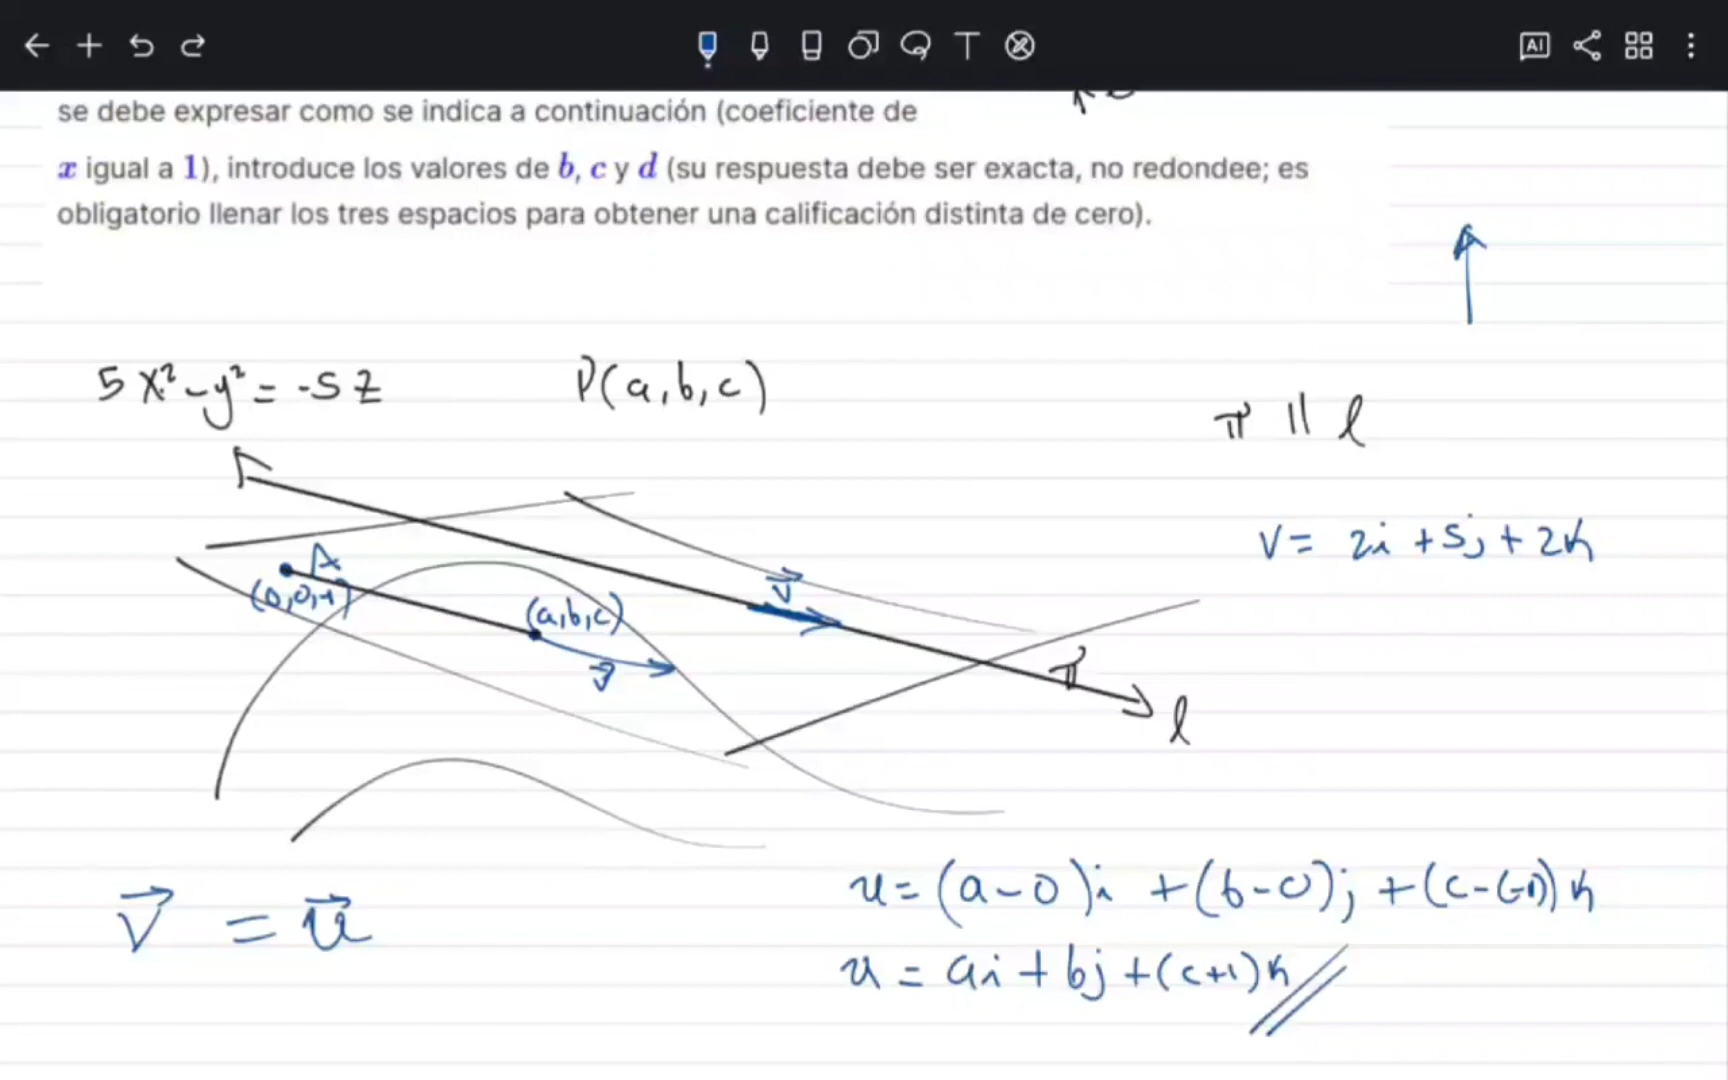 AI
se debe expresar como se indica a continuación (coeficiente de
x igual a 1), introduce los valores de b, c y d (su respuesta debe ser exacta, no redondee; es
obligatorio llenar los tres espacios para obtener una calificación distinta de cero).
5x² - y² = -5z P(a,b,c)
π || l
V = 2i + 5j + 2k
A
(0,0,-1)
(a,b,c)
v
v
π
l
v = u
u = (a-0)i + (b-0)j + (c-(-1))k
u = ai + bj + (c+1)k